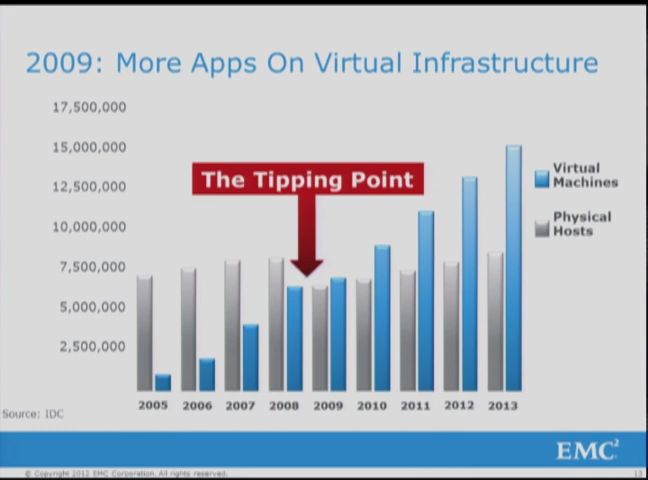 2009: More Apps On Virtual Infrastructure
17,500,000
15,000,000
12,500,000
10,000,000
7,500,000
5,000,000
2,500,000
The Tipping Point
Virtual
Machines
Physical
Hosts
2005 2006 2007 2008 2009 2010 2011 2012 2013
Source: IDC
EMC²
© Copyright 2012 EMC Corporation. All rights reserved.
13